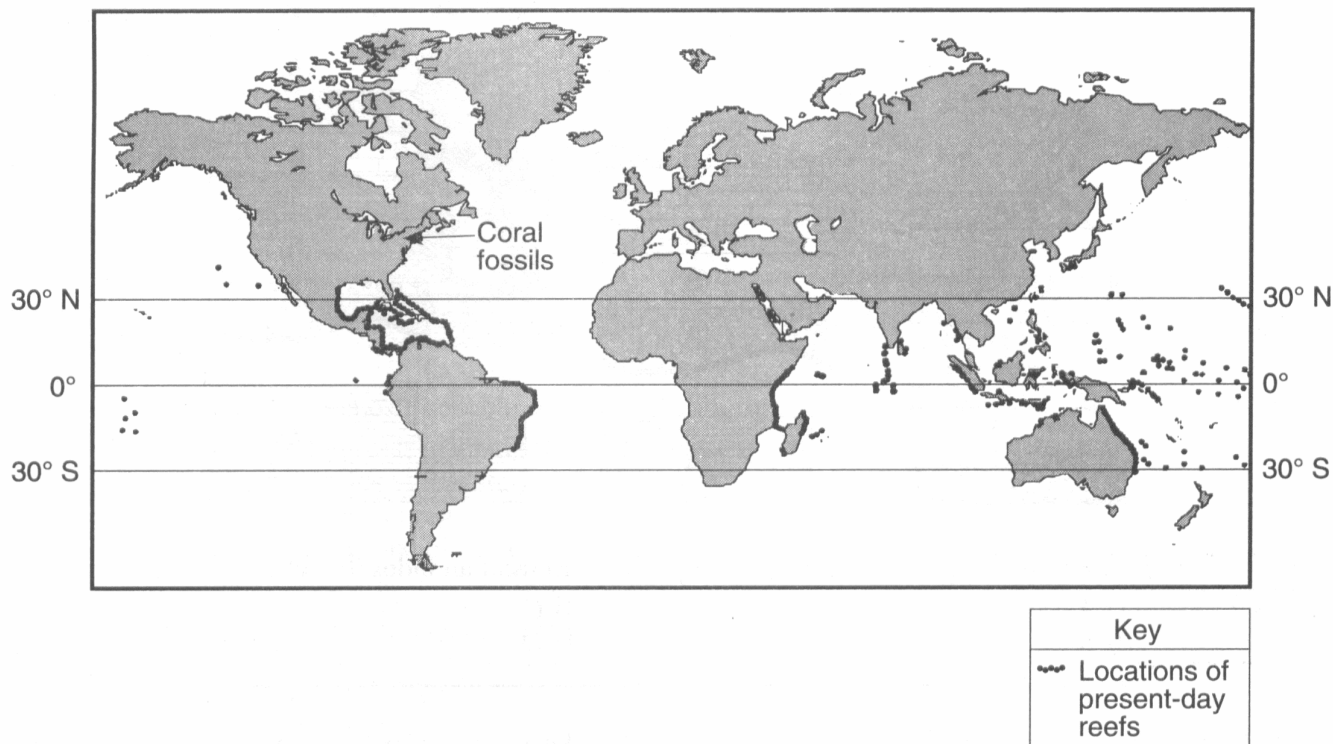 Coral
fossils
30° N
30° N
0°
0°
30° S
30° S
Key
Locations of
present-day
reefs